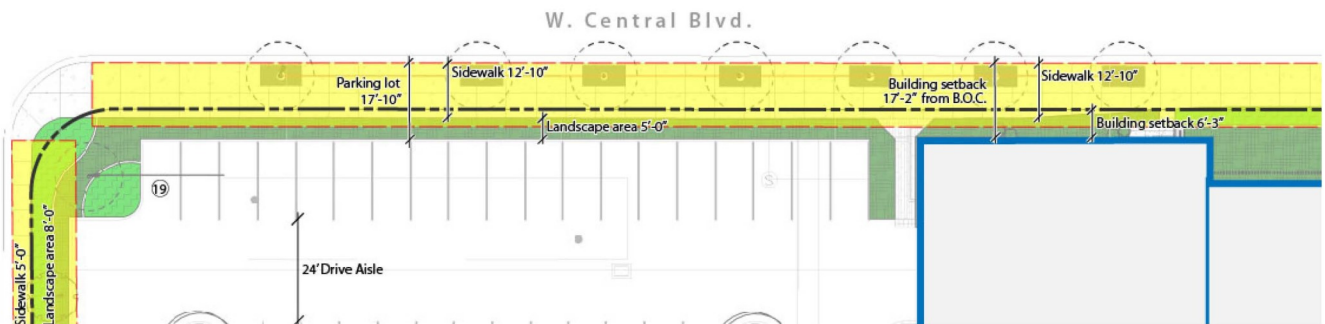 W. Central Blvd.
Parking lot
17’-10”
Sidewalk 12’-10”
Building setback
17’-2” from B.O.C.
Sidewalk 12’-10”
Landscape area 5’-0”
Building setback 6’-3”
19
S
24’ Drive Aisle
Sidewalk 5’-0”
Landscape area 8’-0”